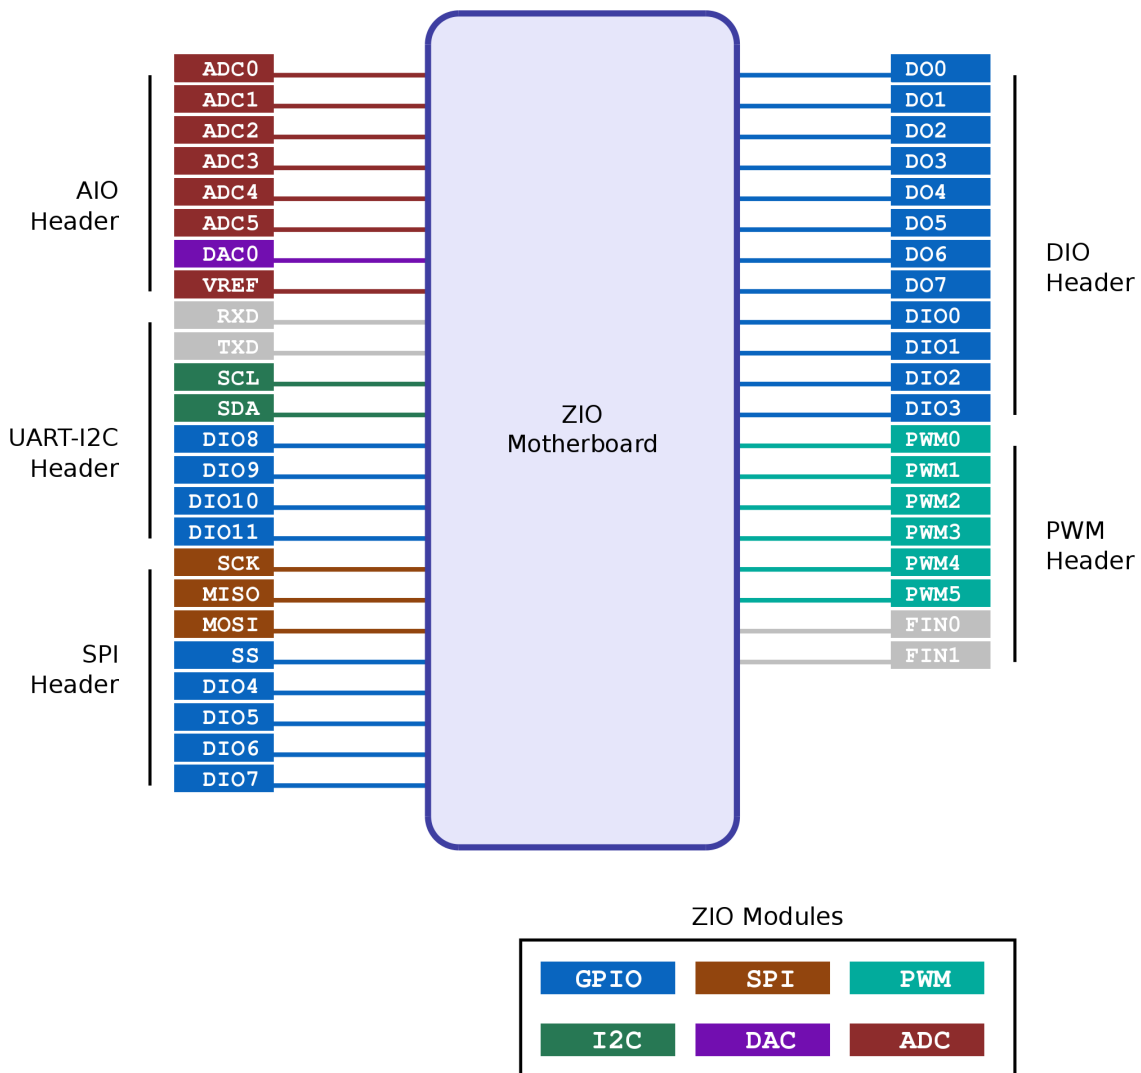 ADC0
ADC1
ADC2
ADC3
ADC4
ADC5
DAC0
VREF
RXD
TXD
SCL
SDA
DIO8
DIO9
DIO10
DIO11
SCK
MISO
MOSI
SS
DIO4
DIO5
DIO6
DIO7
AIO
Header
UART-I2C
Header
SPI
Header
ZIO
Motherboard
DO0
DO1
DO2
DO3
DO4
DO5
DO6
DO7
DIO0
DIO1
DIO2
DIO3
PWM0
PWM1
PWM2
PWM3
PWM4
PWM5
FIN0
FIN1
DIO
Header
PWM
Header
ZIO Modules
GPIO SPI PWM
I2C DAC ADC